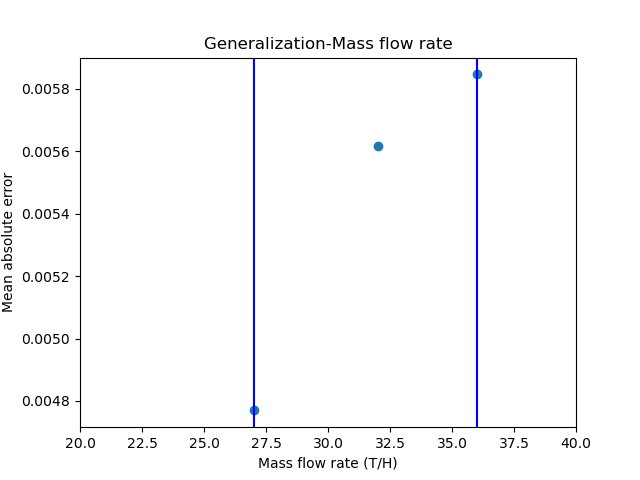 Generalization-Mass flow rate
Mean absolute error
0.0058
0.0056
0.0054
0.0052
0.0050
0.0048
20.0 22.5 25.0 27.5 30.0 32.5 35.0 37.5 40.0
Mass flow rate (T/H)